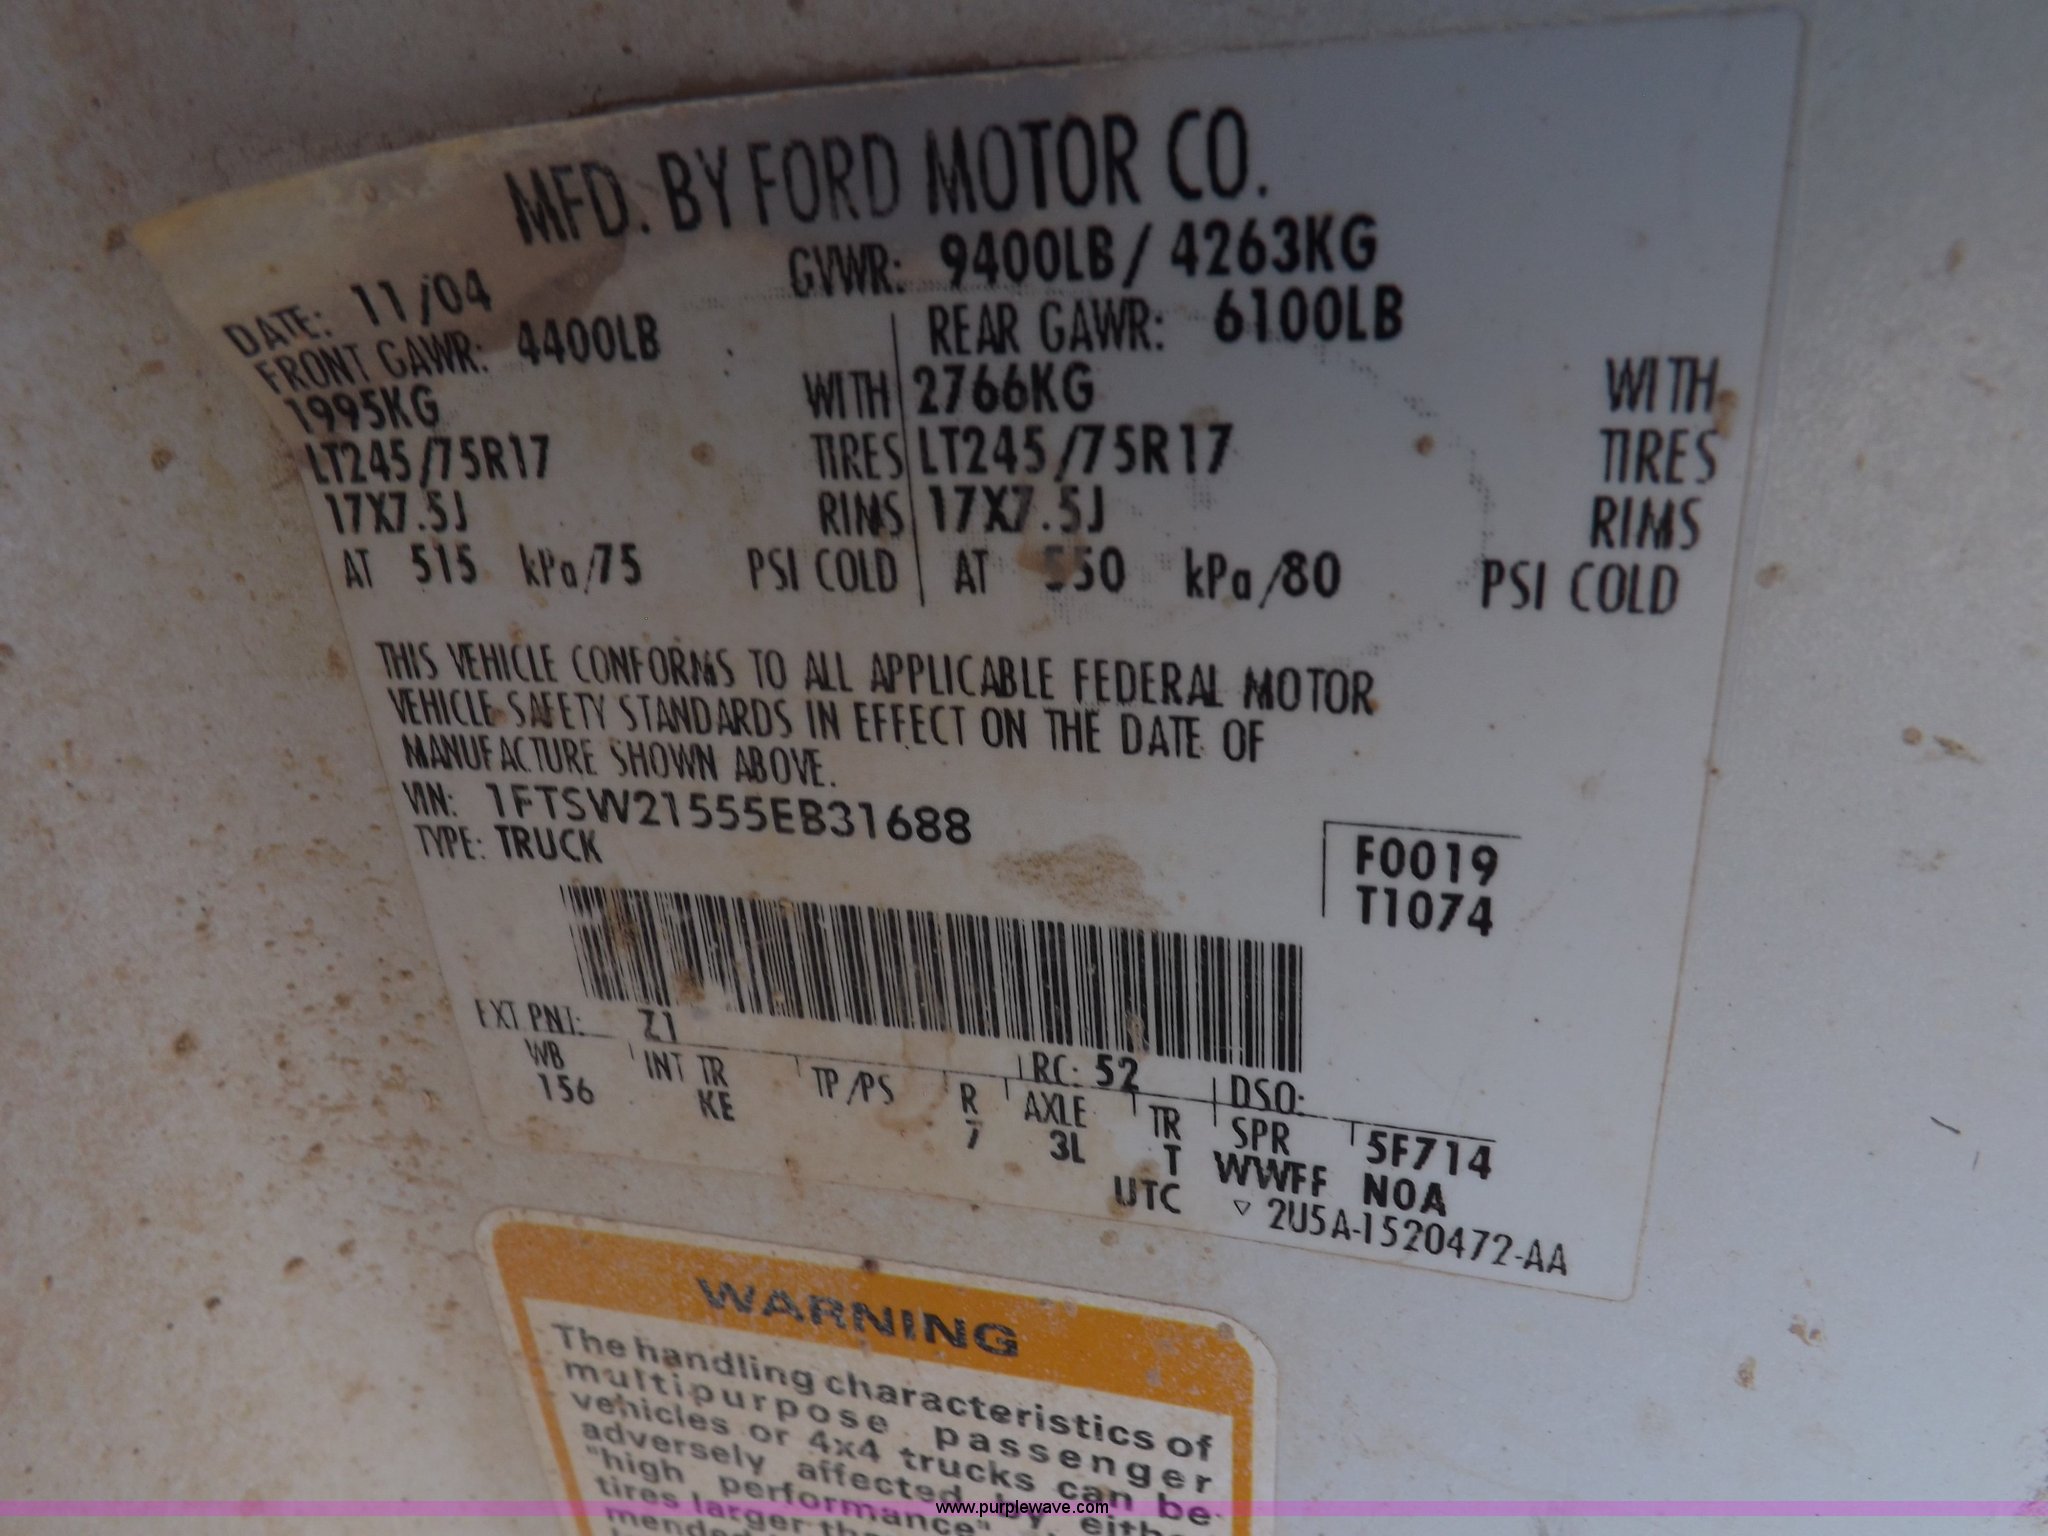 MFD. BY FORD MOTOR CO.
DATE: 11/04 GVWR: 9400LB / 4263KG
FRONT GAWR: 4400LB REAR GAWR: 6100LB
1995KG WITH 2766KG WITH
LT245/75R17 TIRES LT245/75R17 TIRES
17X7.5J RIMS 17X7.5J RIMS
AT 515 kPa/75 PSI COLD AT 550 kPa/80 PSI COLD
THIS VEHICLE CONFORMS TO ALL APPLICABLE FEDERAL MOTOR
VEHICLE SAFETY STANDARDS IN EFFECT ON THE DATE OF
MANUFACTURE SHOWN ABOVE.
VIN: 1FTSW21555EB31688
TYPE: TRUCK
F0019
T1074
EXT PNT: Z1 RC: 52 DSO:
WB INT TR TP/PS R AXLE TR SPR 5F714
156 KE 7 3L T WWFF NOA
UTC ▽ 2U5A-1520472-AA
WARNING
The handling characteristics of
multipurpose passenger
vehicles or 4x4 trucks can be
adversely affected by
"high performance"
tires larger
www.purplewave.com